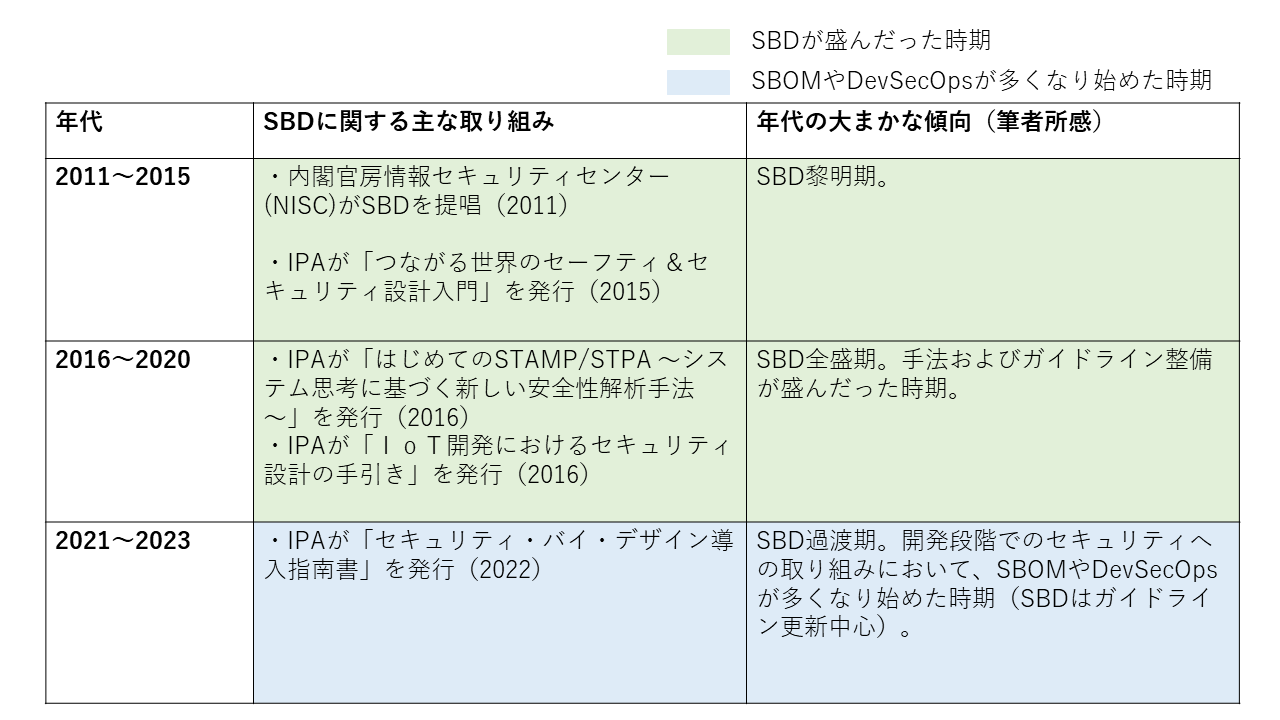 SBDが盛んだった時期
SBOMやDevSecOpsが多くなり始めた時期
年代
SBDに関する主な取り組み
年代の大まかな傾向（筆者所感）
2011～2015
・内閣官房情報セキュリティセンター
(NISC)がSBDを提唱（2011）
・IPAが「つながる世界のセーフティ＆セ
キュリティ設計入門」を発行（2015）
SBD黎明期。
2016～2020
・IPAが「はじめてのSTAMP/STPA ～シス
テム思考に基づく新しい安全性解析手法
～」を発行（2016）
・IPAが「ＩｏＴ開発におけるセキュリティ
設計の手引き」を発行（2016）
SBD全盛期。手法およびガイドライン整備
が盛んだった時期。
2021～2023
・IPAが「セキュリティ・バイ・デザイン導
入指南書」を発行（2022）
SBD過渡期。開発段階でのセキュリティへ
の取り組みにおいて、SBOMやDevSecOps
が多くなり始めた時期（SBDはガイドライ
ン更新中心）。